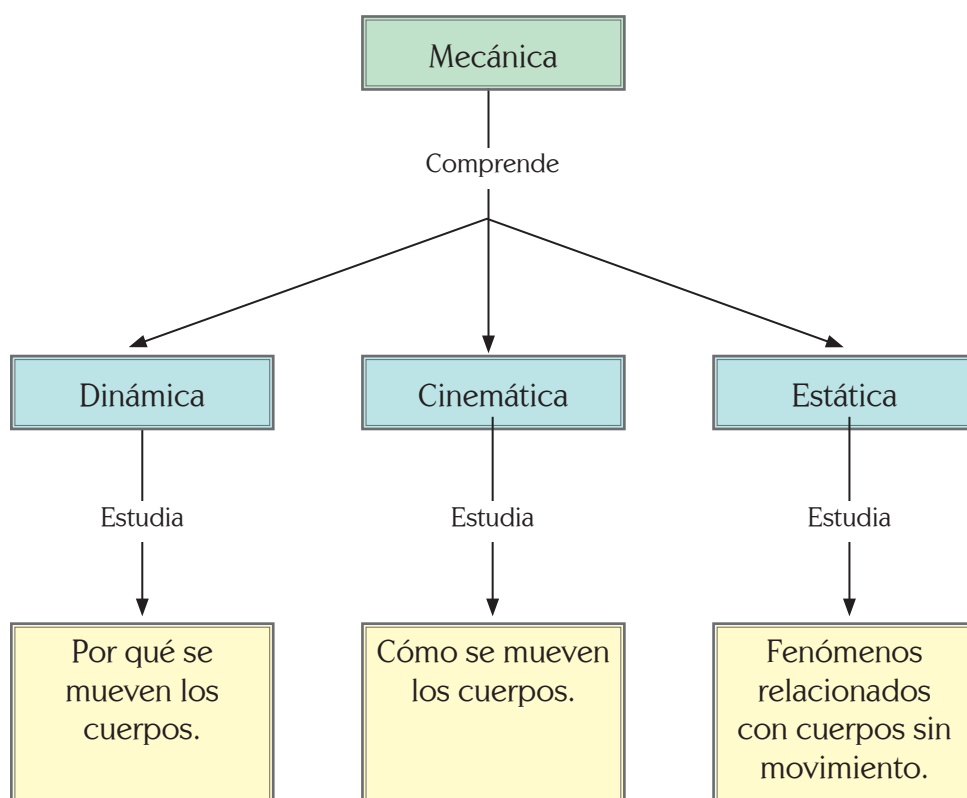 Mecánica
Comprende
Dinámica
Cinemática
Estática
Estudia
Estudia
Estudia
Por qué se
mueven los
cuerpos.
Cómo se mueven
los cuerpos.
Fenómenos
relacionados
con cuerpos sin
movimiento.